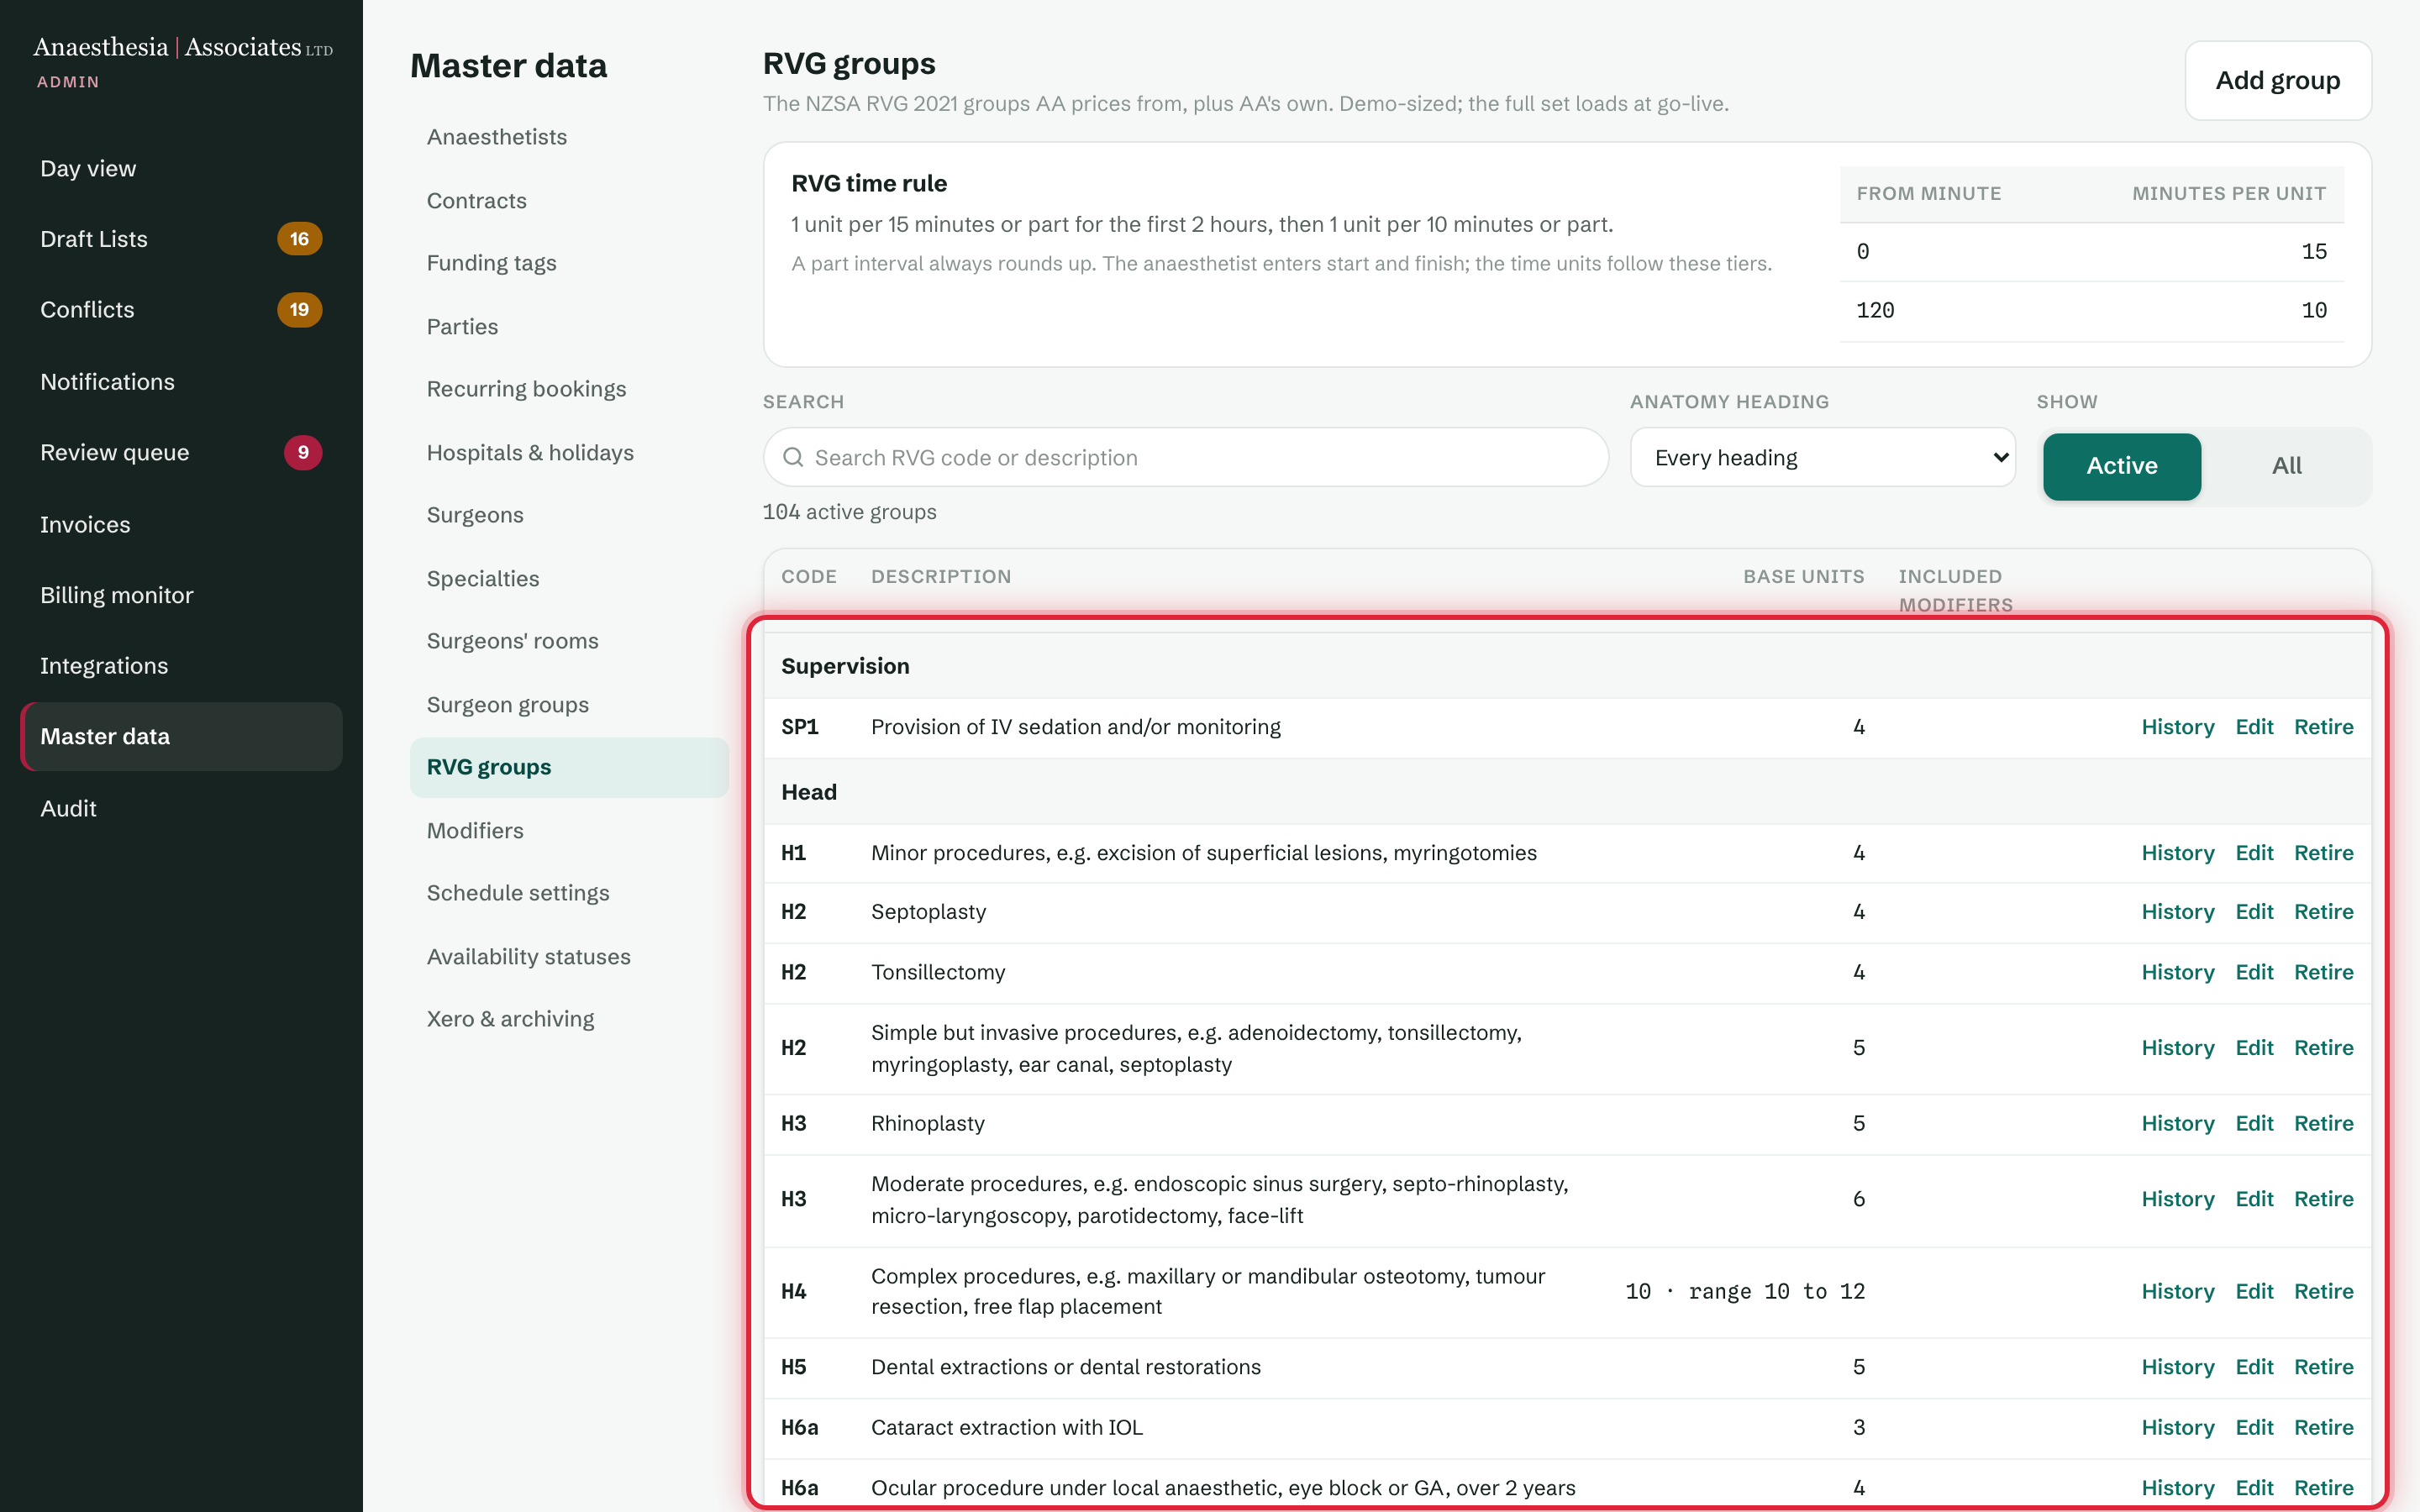 Anaesthesia | Associates LTD
ADMIN
Day view
Draft Lists 16
Conflicts 19
Notifications
Review queue 9
Invoices
Billing monitor
Integrations
Master data
Audit
Master data
Anaesthetists
Contracts
Funding tags
Parties
Recurring bookings
Hospitals & holidays
Surgeons
Specialties
Surgeons' rooms
Surgeon groups
RVG groups
Modifiers
Schedule settings
Availability statuses
Xero & archiving
RVG groups
The NZSA RVG 2021 groups AA prices from, plus AA's own. Demo-sized; the full set loads at go-live.
Add group
RVG time rule
1 unit per 15 minutes or part for the first 2 hours, then 1 unit per 10 minutes or part.
A part interval always rounds up. The anaesthetist enters start and finish; the time units follow these tiers.
FROM MINUTE MINUTES PER UNIT
0 15
120 10
SEARCH
Search RVG code or description
ANATOMY HEADING
Every heading
SHOW
Active All
104 active groups
CODE DESCRIPTION BASE UNITS INCLUDED
MODIFIERS
Supervision
SP1 Provision of IV sedation and/or monitoring 4 History Edit Retire
Head
H1 Minor procedures, e.g. excision of superficial lesions, myringotomies 4 History Edit Retire
H2 Septoplasty 4 History Edit Retire
H2 Tonsillectomy 4 History Edit Retire
H2 Simple but invasive procedures, e.g. adenoidectomy, tonsillectomy,
myringoplasty, ear canal, septoplasty 5 History Edit Retire
H3 Rhinoplasty 5 History Edit Retire
H3 Moderate procedures, e.g. endoscopic sinus surgery, septo-rhinoplasty,
micro-laryngoscopy, parotidectomy, face-lift 6 History Edit Retire
H4 Complex procedures, e.g. maxillary or mandibular osteotomy, tumour
resection, free flap placement 10 · range 10 to 12 History Edit Retire
H5 Dental extractions or dental restorations 5 History Edit Retire
H6a Cataract extraction with IOL 3 History Edit Retire
H6a Ocular procedure under local anaesthetic, eye block or GA, over 2 years 4 History Edit Retire